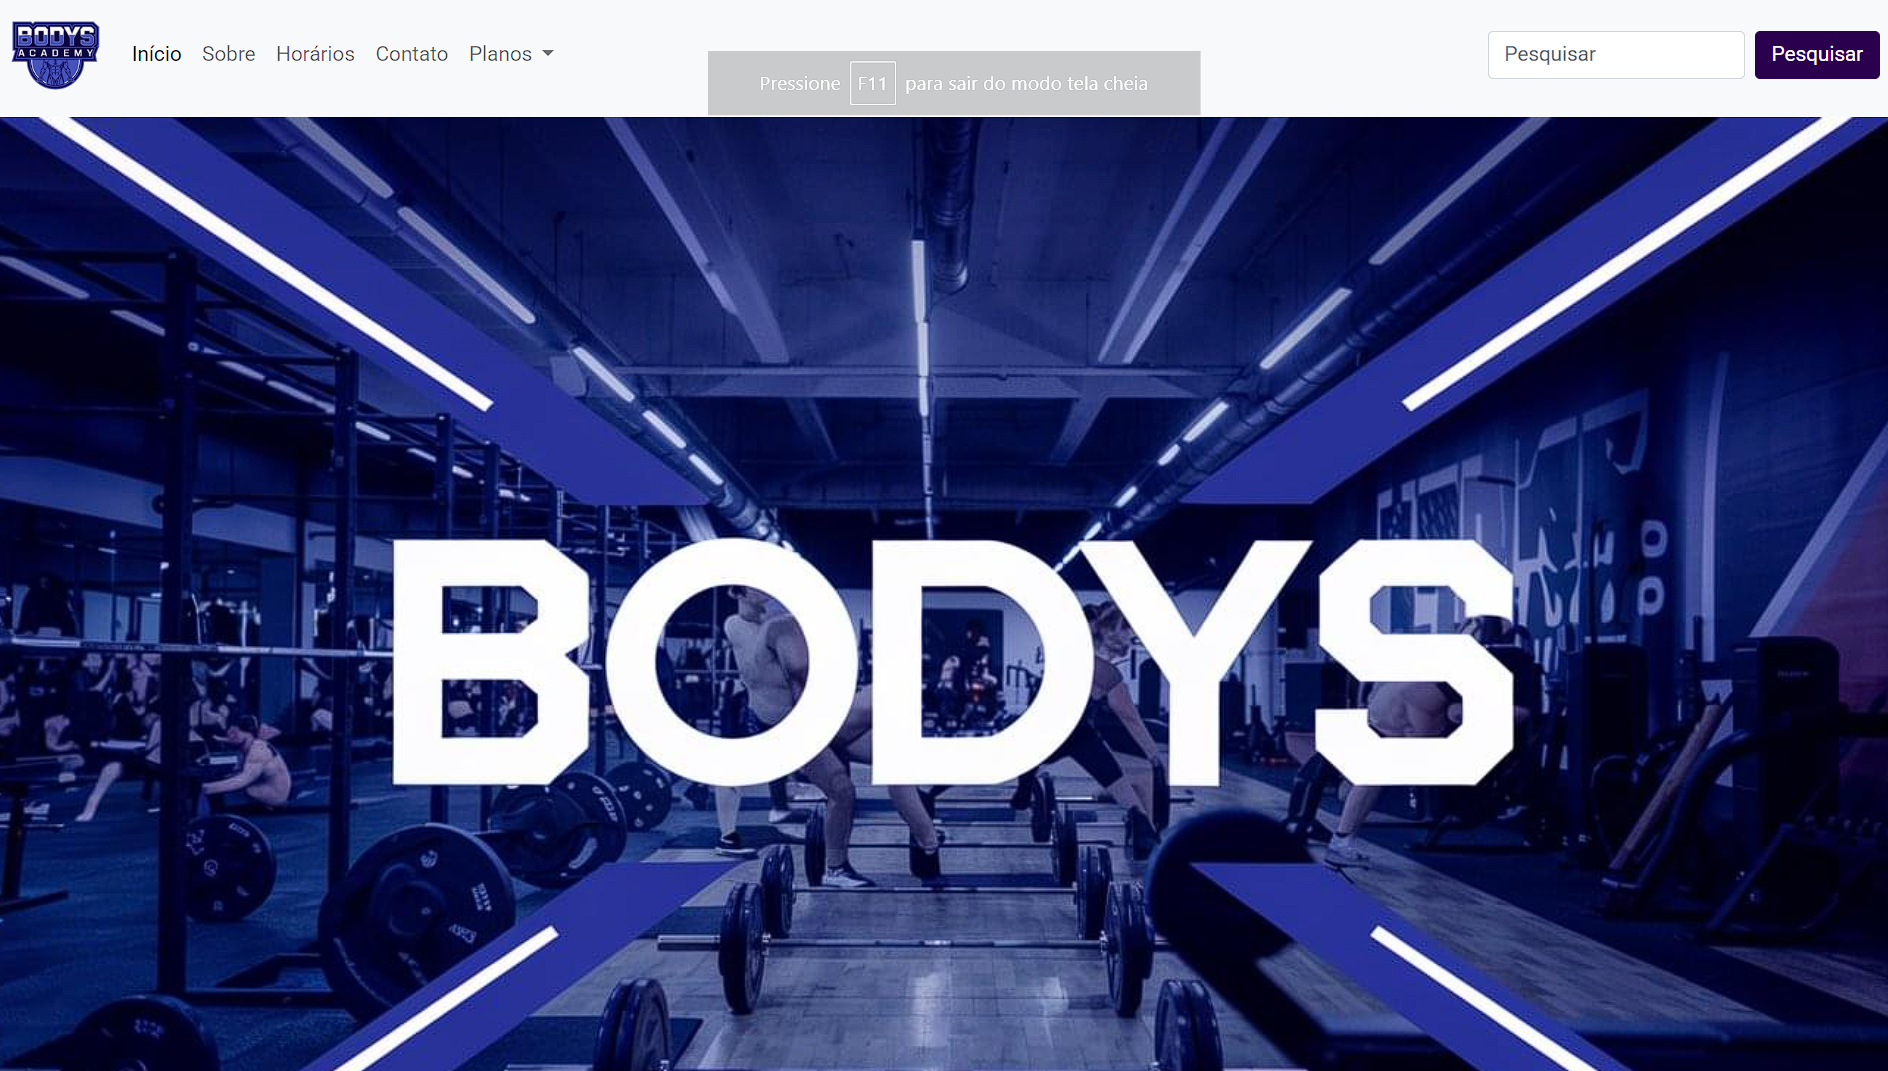 BODYS
ACADEMY
Início Sobre Horários Contato Planos
Pressione F11 para sair do modo tela cheia
Pesquisar Pesquisar
BODYS